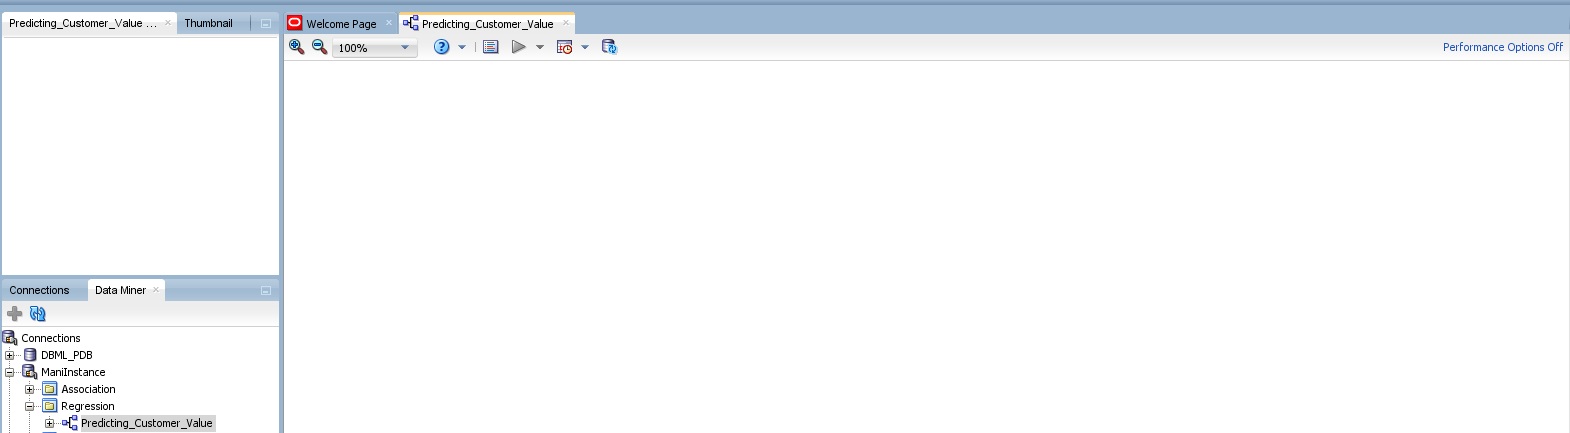 Predicting_Customer_Value ...
Thumbnail
Welcome Page
Predicting_Customer_Value
100%
Performance Options Off
Connections
Data Miner
Connections
DBML_PDB
ManiInstance
Association
Regression
Predicting_Customer_Value